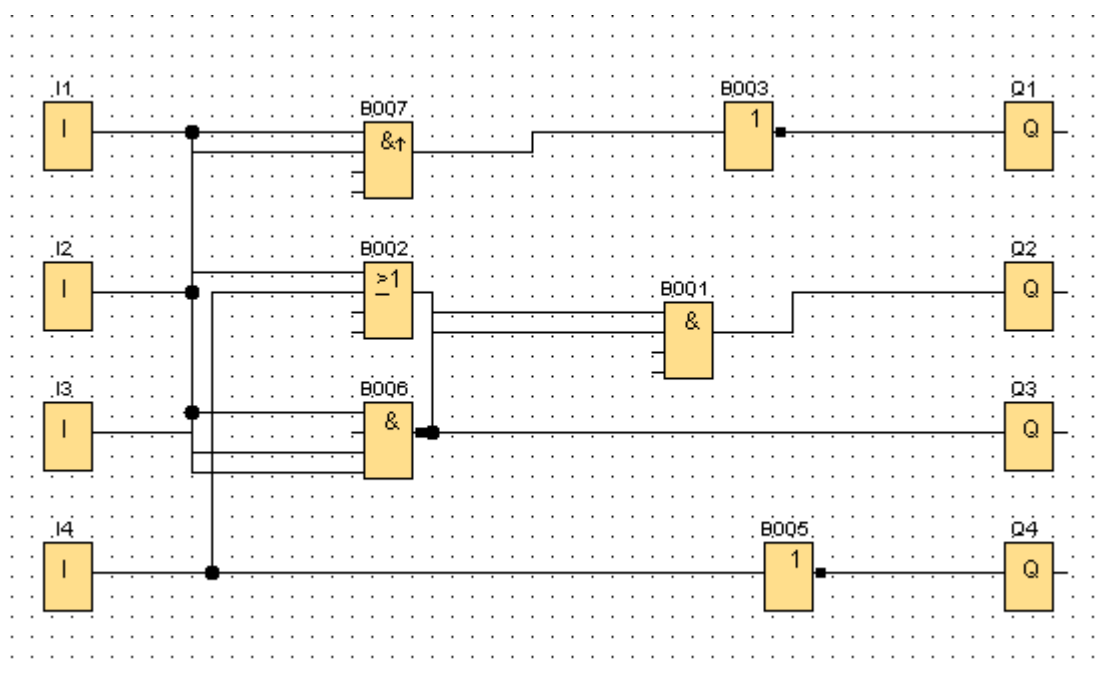 I1
I
B007
&↑
B003
1
Q1
Q
I2
I
B002
≥1
B001
&
Q2
Q
I3
I
B006
&
Q3
Q
I4
I
B005
1
Q4
Q